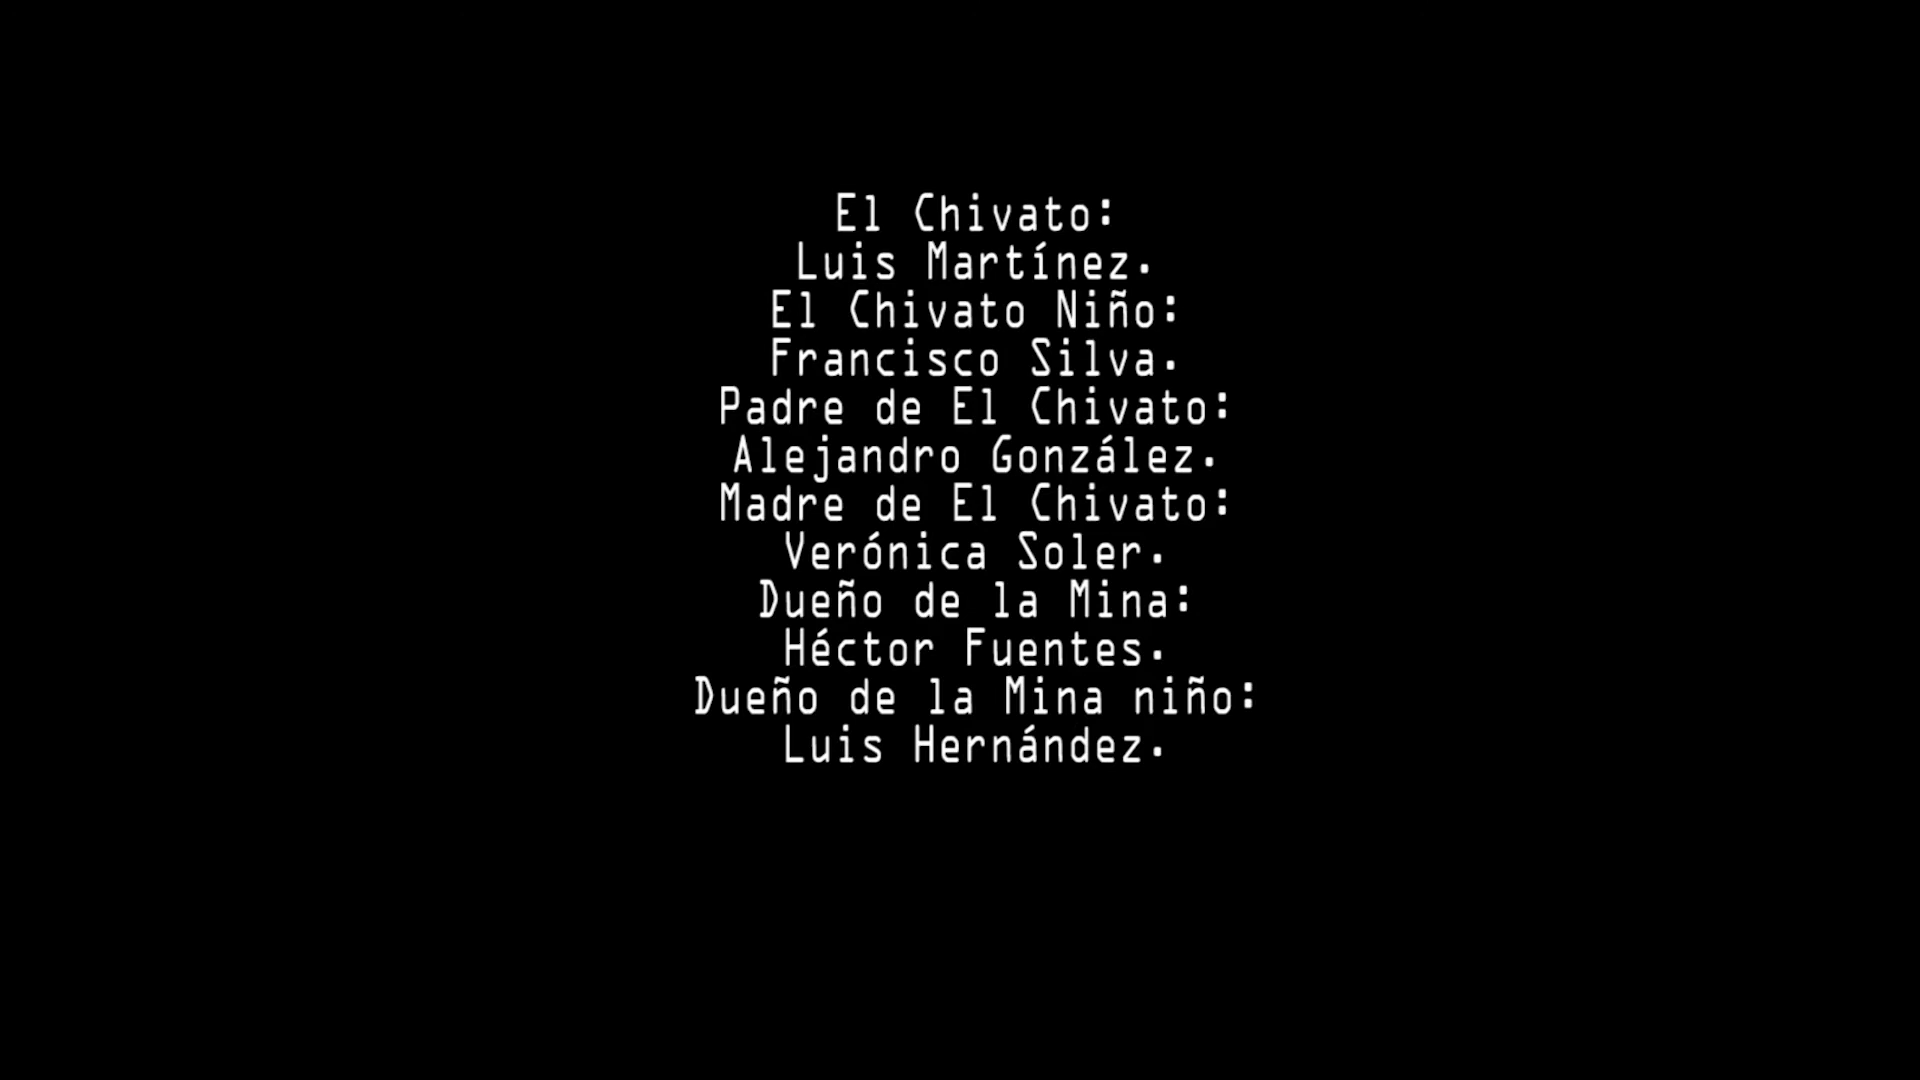 El Chivato:
Luis Martínez.
El Chivato Niño:
Francisco Silva.
Padre de El Chivato:
Alejandro González.
Madre de El Chivato:
Verónica Soler.
Dueño de la Mina:
Héctor Fuentes.
Dueño de la Mina niño:
Luis Hernández.